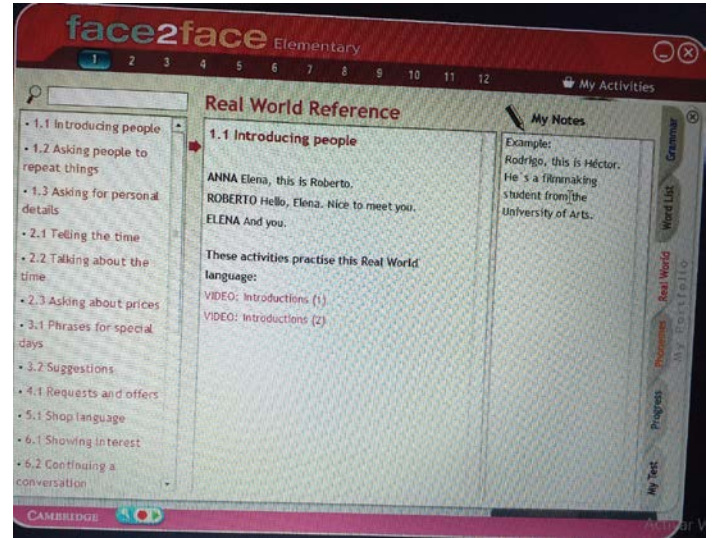 face2face Elementary
1 2 3 4 5 6 7 8 9 10 11 12
My Activities
• 1.1 Introducing people
• 1.2 Asking people to
repeat things
• 1.3 Asking for personal
details
• 2.1 Telling the time
• 2.2 Talking about the
time
• 2.3 Asking about prices
• 3.1 Phrases for special
days
• 3.2 Suggestions
• 4.1 Requests and offers
• 5.1 Shop language
• 6.1 Showing interest
• 6.2 Continuing a
conversation
Real World Reference
1.1 Introducing people
ANNA Elena, this is Roberto.
ROBERTO Hello, Elena. Nice to meet you.
ELENA And you.
These activities practise this Real World
language:
VIDEO: Introductions (1)
VIDEO: Introductions (2)
My Notes
Example:
Rodrigo, this is Héctor.
He´s a filmmaking
student from the
University of Arts.
Grammar
Word List
Real World
Phonemes
Progress
My Test
My Portfolio
CAMBRIDGE
Activar W